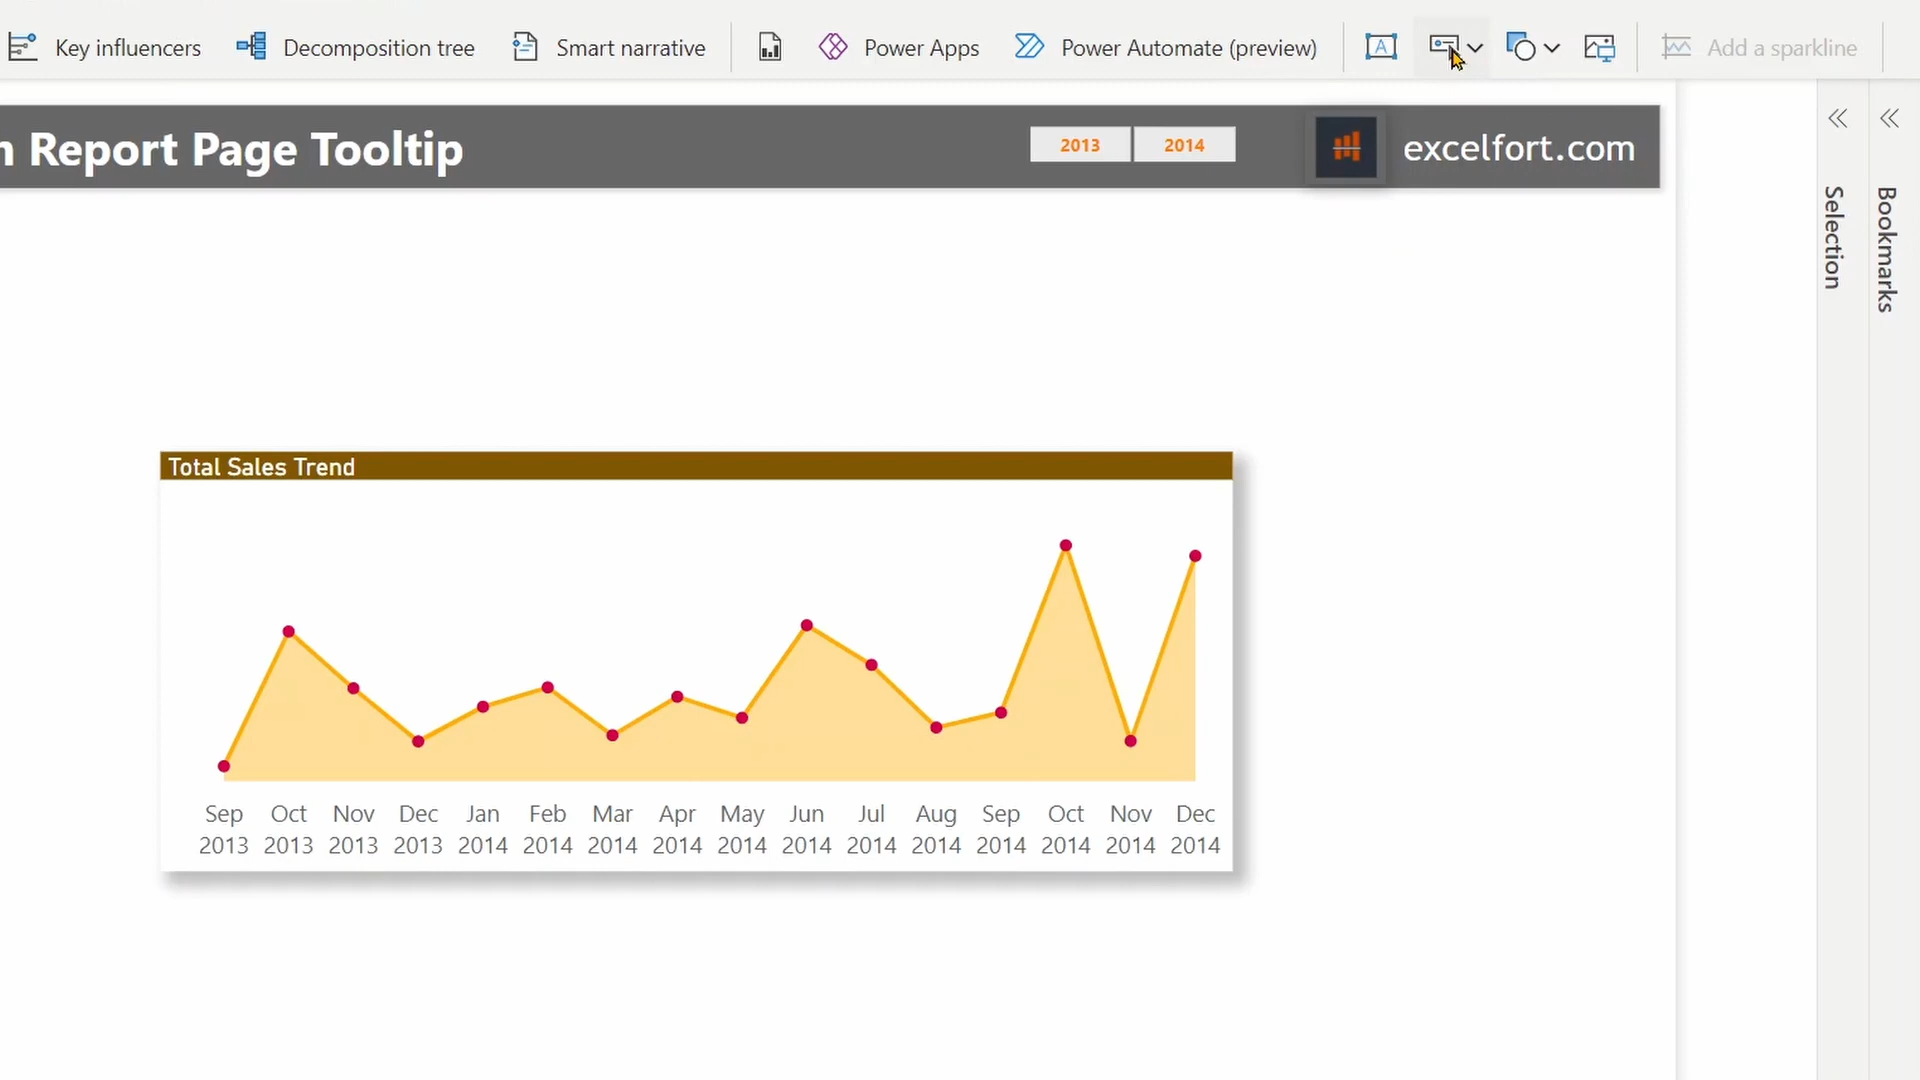 Key influencers Decomposition tree Smart narrative Power Apps Power Automate (preview) A Add a sparkline
n Report Page Tooltip 2013 2014 excelfort.com
Selection
Bookmarks
Total Sales Trend
Sep Oct Nov Dec Jan Feb Mar Apr May Jun Jul Aug Sep Oct Nov Dec
2013 2013 2013 2013 2014 2014 2014 2014 2014 2014 2014 2014 2014 2014 2014 2014